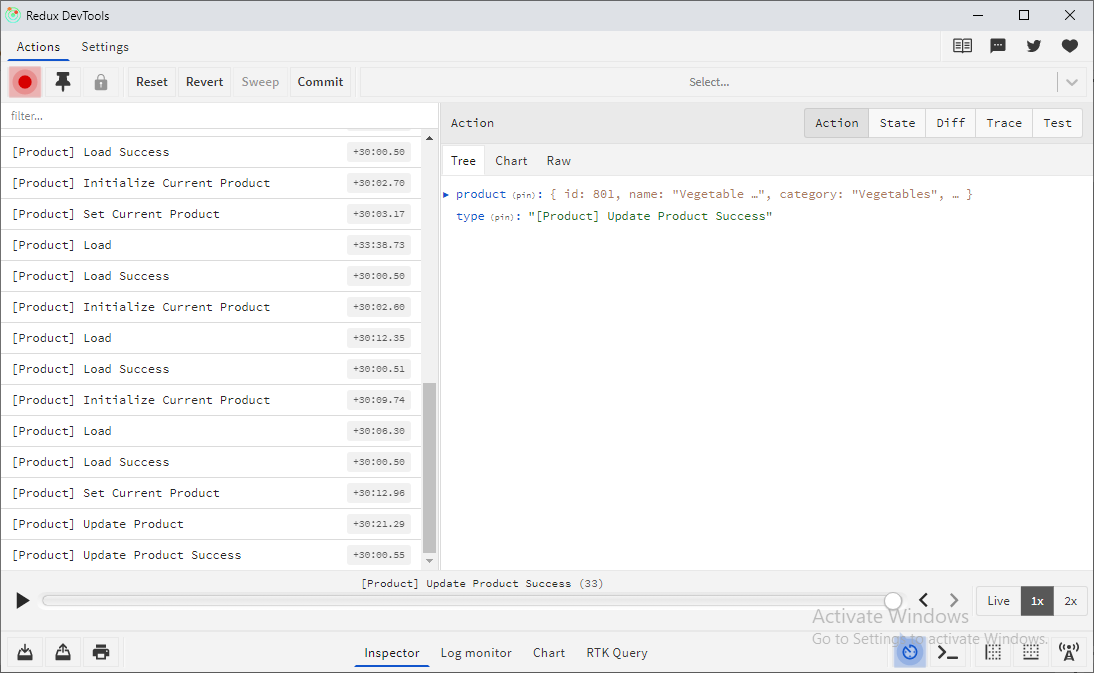 Redux DevTools
Actions Settings
Reset Revert Sweep Commit Select...
filter...
[Product] Load Success +30:00.50
[Product] Initialize Current Product +30:02.70
[Product] Set Current Product +30:03.17
[Product] Load +33:38.73
[Product] Load Success +30:00.50
[Product] Initialize Current Product +30:02.60
[Product] Load +30:12.35
[Product] Load Success +30:00.51
[Product] Initialize Current Product +30:09.74
[Product] Load +30:06.30
[Product] Load Success +30:00.50
[Product] Set Current Product +30:12.96
[Product] Update Product +30:21.29
[Product] Update Product Success +30:00.55
Action Action State Diff Trace Test
Tree Chart Raw
product (pin): { id: 801, name: "Vegetable …", category: "Vegetables", … }
type (pin): "[Product] Update Product Success"
[Product] Update Product Success (33)
Live 1x 2x
Activate Windows
Go to Settings to activate Windows.
Inspector Log monitor Chart RTK Query